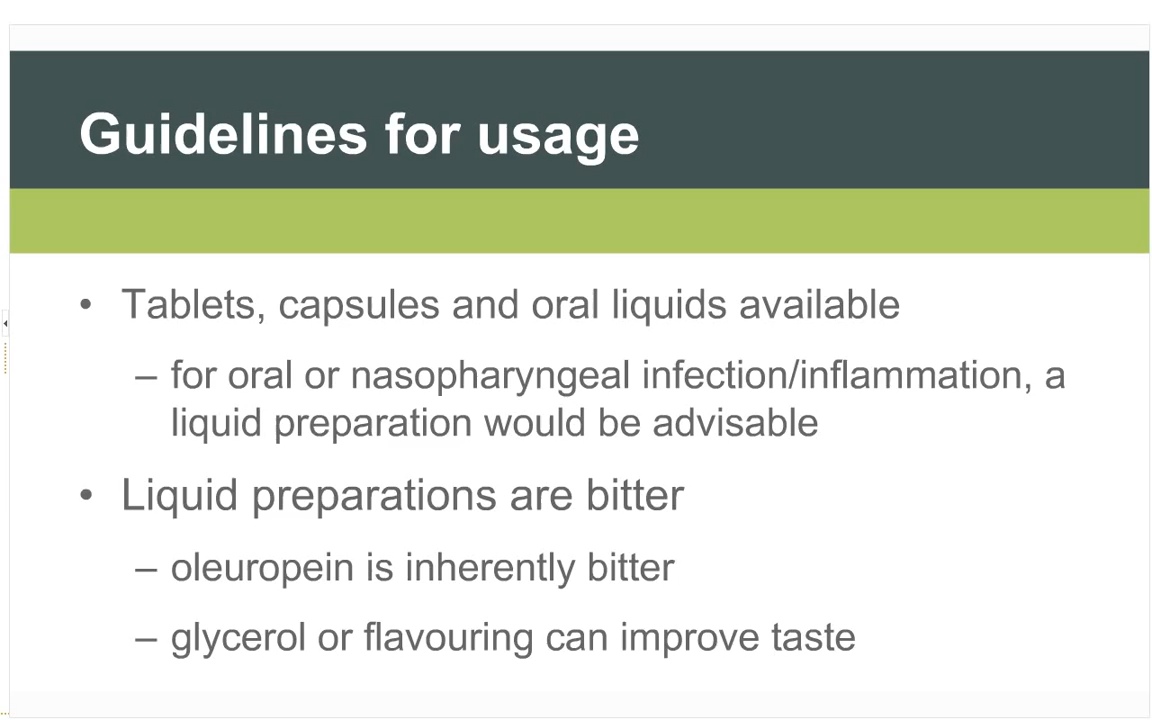 Guidelines for usage
• Tablets, capsules and oral liquids available
– for oral or nasopharyngeal infection/inflammation, a
liquid preparation would be advisable
• Liquid preparations are bitter
– oleuropein is inherently bitter
– glycerol or flavouring can improve taste